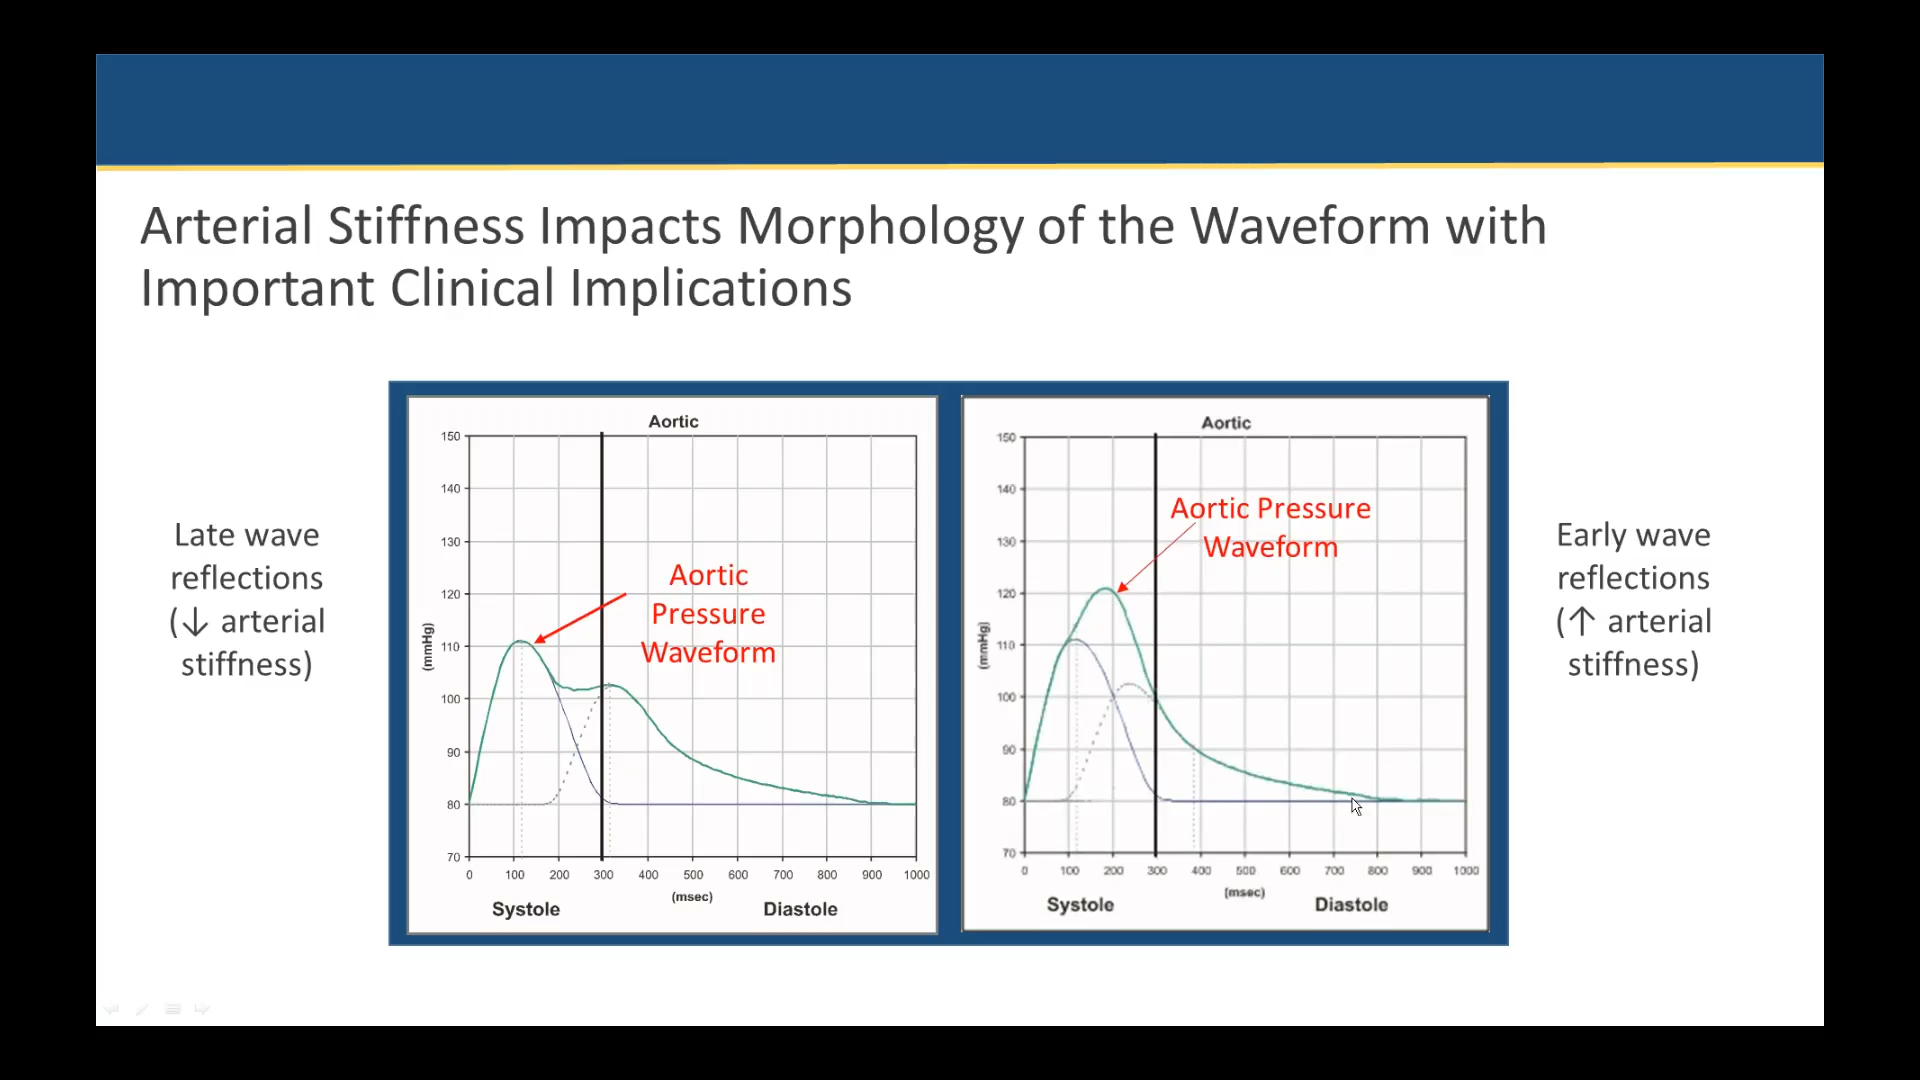 Arterial Stiffness Impacts Morphology of the Waveform with
Important Clinical Implications
Late wave
reflections
(↓ arterial
stiffness)
Aortic
150
140
130
120
110
100
90
80
70
(mmHg)
Aortic
Pressure
Waveform
0 100 200 300 400 500 600 700 800 900 1000
(msec)
Systole Diastole
Aortic
150
140
130
120
110
100
90
80
70
(mmHg)
Aortic Pressure
Waveform
0 100 200 300 400 500 600 700 800 900 1000
(msec)
Systole Diastole
Early wave
reflections
(↑ arterial
stiffness)